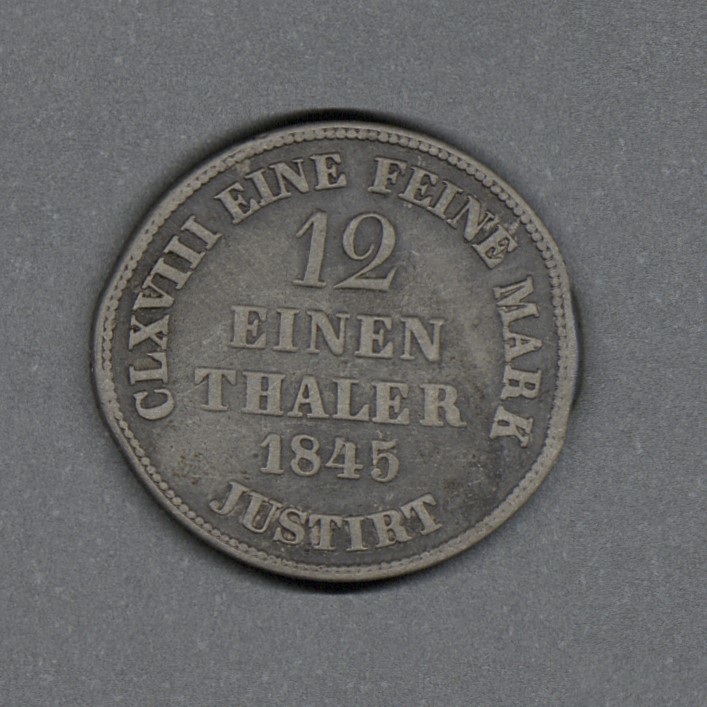 CLXVIII EINE FEINE MARK
12
EINEN
THALER
1845
JUSTIRT